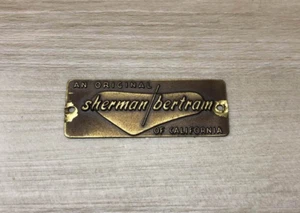 AN ORIGINAL
sherman/bertram
OF CALIFORNIA